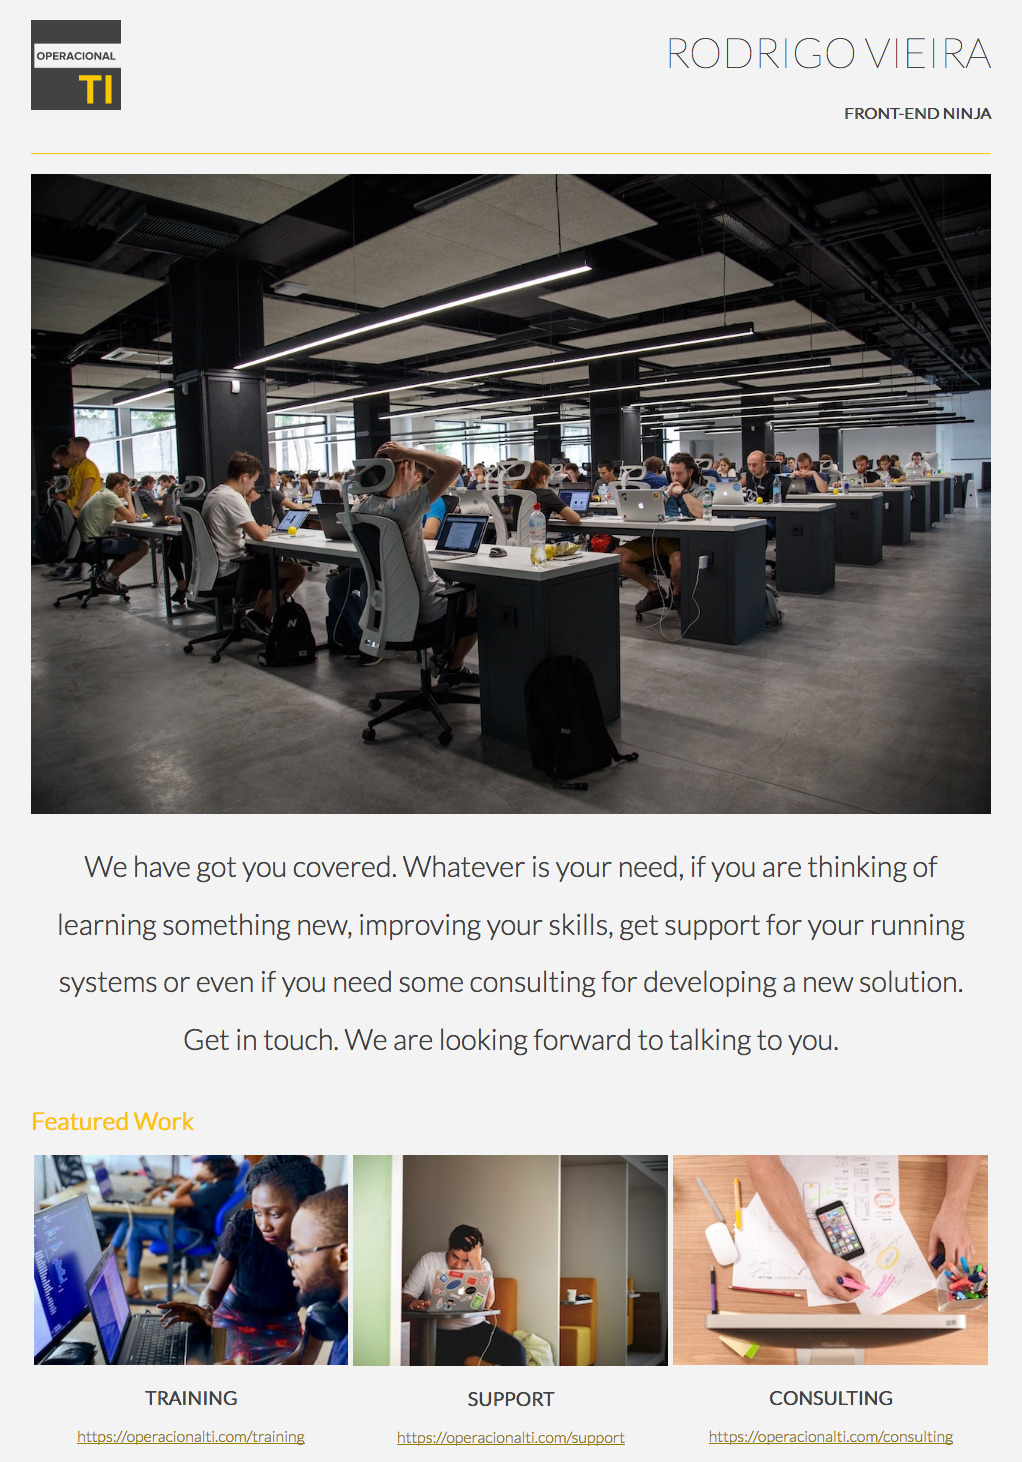 OPERACIONAL
TI
RODRIGO VIEIRA
FRONT-END NINJA
We have got you covered. Whatever is your need, if you are thinking of
learning something new, improving your skills, get support for your running
systems or even if you need some consulting for developing a new solution.
Get in touch. We are looking forward to talking to you.
Featured Work
TRAINING
SUPPORT
CONSULTING
https://operacionalti.com/training
https://operacionalti.com/support
https://operacionalti.com/consulting